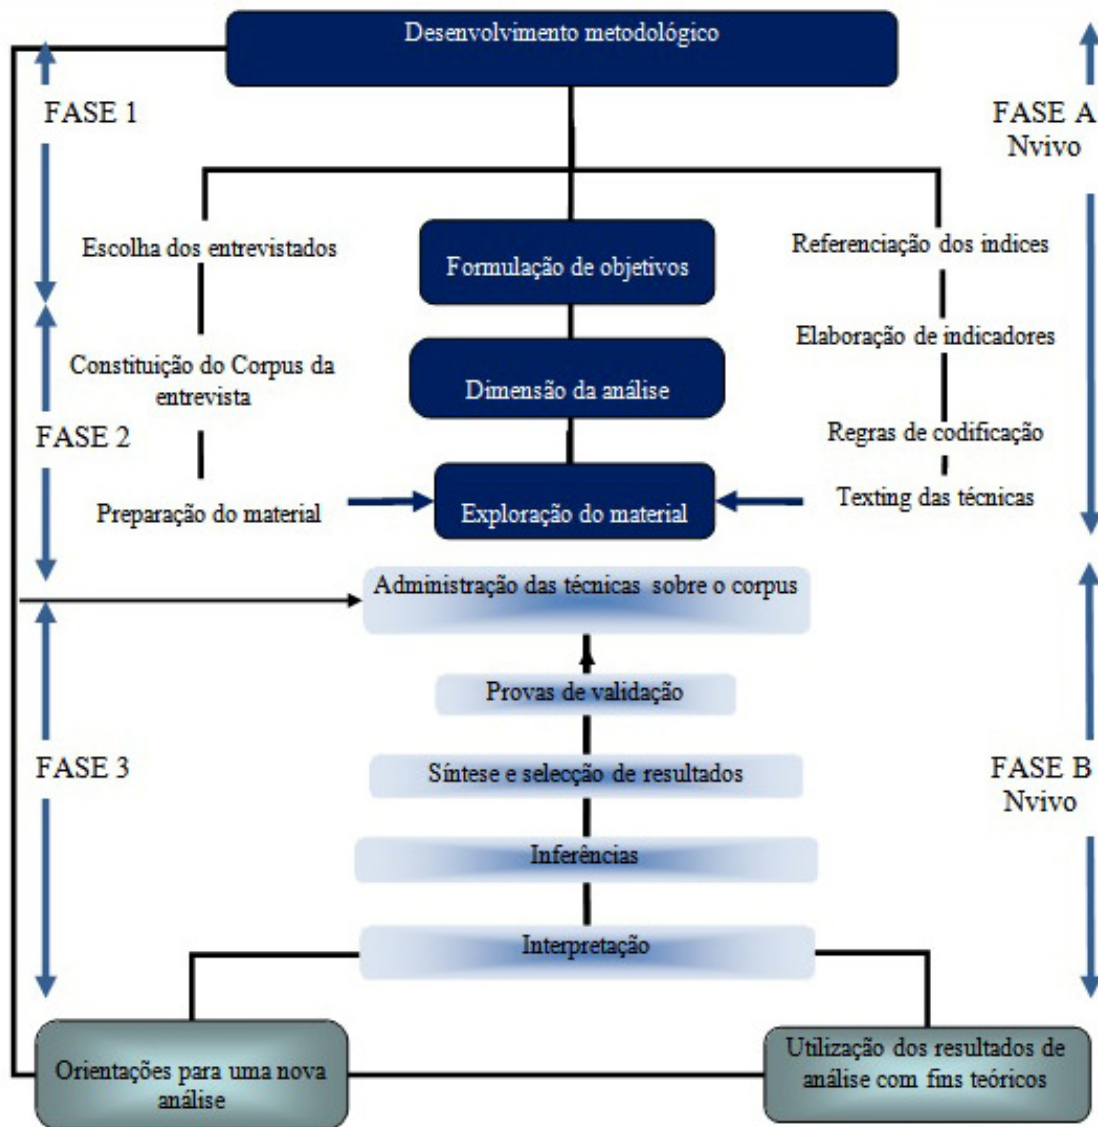 Desenvolvimento metodológico
FASE 1
FASE A
Nvivo
Escolha dos entrevistados
Formulação de objetivos
Referenciação dos indices
Constituição do Corpus da
entrevista
Dimensão da análise
Elaboração de indicadores
FASE 2
Regras de codificação
Preparação do material
Exploração do material
Texting das técnicas
Administração das técnicas sobre o corpus
Provas de validação
FASE 3
Síntese e selecção de resultados
FASE B
Nvivo
Inferências
Interpretação
Orientações para uma nova
análise
Utilização dos resultados de
análise com fins teóricos